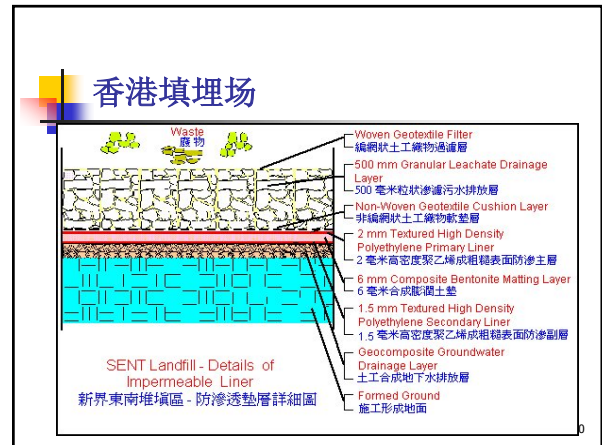 香港填埋场
Waste
廢物
Woven Geotextile Filter
編網狀土工織物過濾層
500 mm Granular Leachate Drainage
Layer
500 毫米粒狀滲濾污水排放層
Non-Woven Geotextile Cushion Layer
非編網狀土工織物軟墊層
2 mm Textured High Density
Polyethylene Primary Liner
2 毫米高密度聚乙烯成粗糙表面防滲主層
6 mm Composite Bentonite Matting Layer
6 毫米合成膨潤土墊
1.5 mm Textured High Density
Polyethylene Secondary Liner
1.5 毫米高密度聚乙烯成粗糙表面防滲副層
Geocomposite Groundwater
Drainage Layer
土工合成地下水排放層
Formed Ground
施工形成地面
SENT Landfill - Details of
Impermeable Liner
新界東南堆填區 - 防滲透墊層詳細圖
0